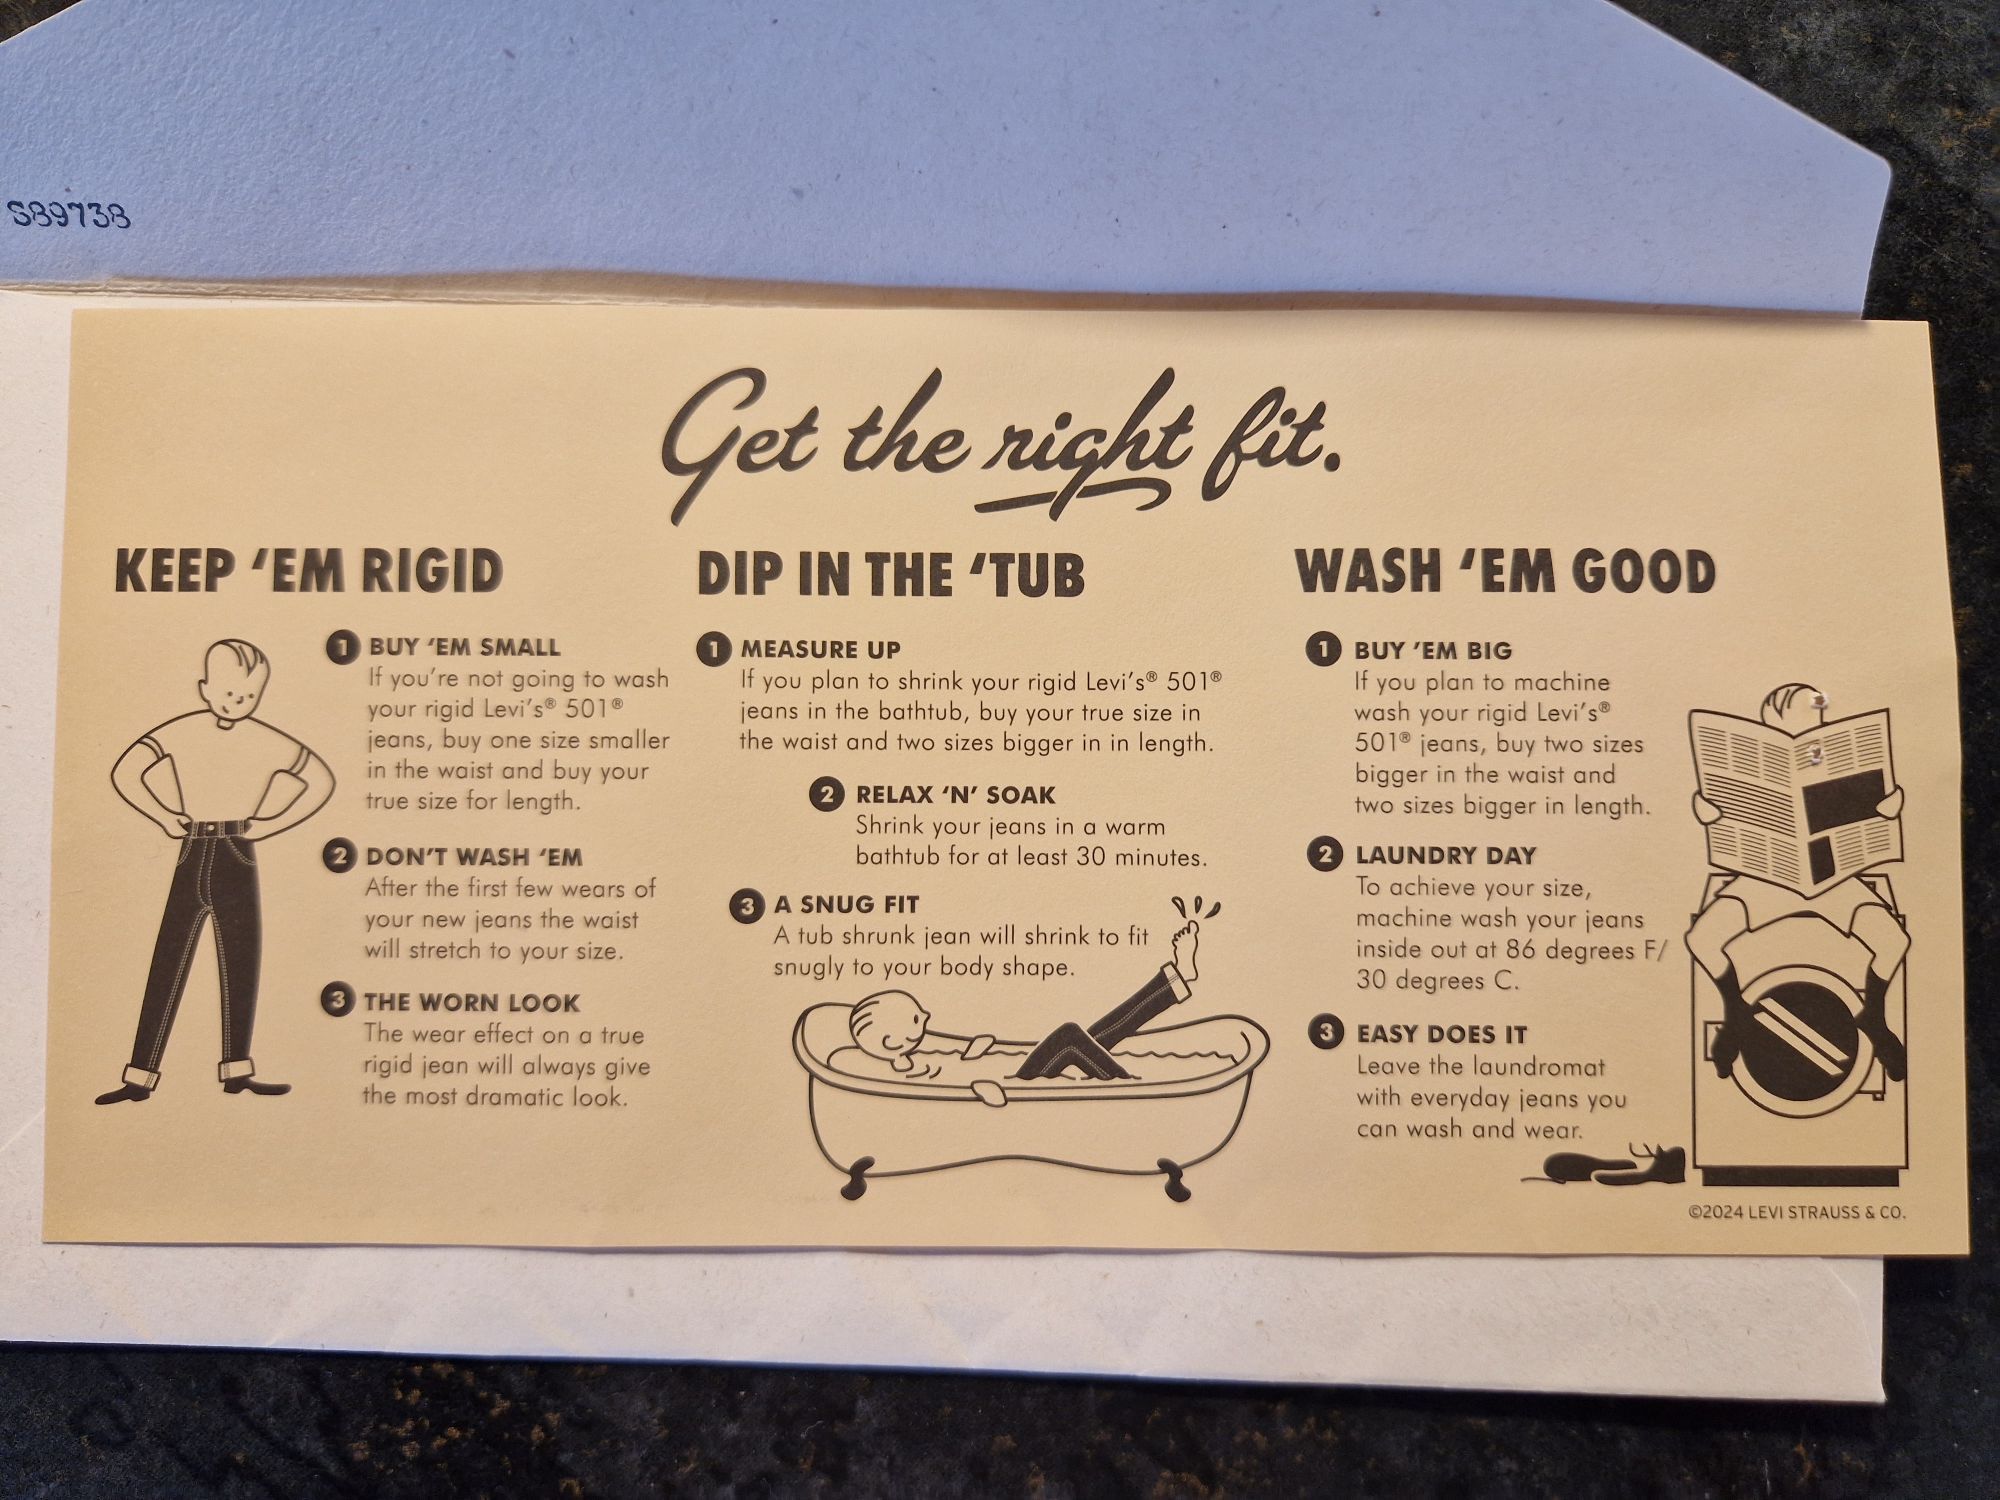 SB973B
Get the right fit.
KEEP ‘EM RIGID
1 BUY ‘EM SMALL
If you’re not going to wash
your rigid Levi’s® 501®
jeans, buy one size smaller
in the waist and buy your
true size for length.
2 DON’T WASH ‘EM
After the first few wears of
your new jeans the waist
will stretch to your size.
3 THE WORN LOOK
The wear effect on a true
rigid jean will always give
the most dramatic look.
DIP IN THE ‘TUB
1 MEASURE UP
If you plan to shrink your rigid Levi’s® 501®
jeans in the bathtub, buy your true size in
the waist and two sizes bigger in in length.
2 RELAX ‘N’ SOAK
Shrink your jeans in a warm
bathtub for at least 30 minutes.
3 A SNUG FIT
A tub shrunk jean will shrink to fit
snugly to your body shape.
WASH ‘EM GOOD
1 BUY ’EM BIG
If you plan to machine
wash your rigid Levi’s®
501® jeans, buy two sizes
bigger in the waist and
two sizes bigger in length.
2 LAUNDRY DAY
To achieve your size,
machine wash your jeans
inside out at 86 degrees F/
30 degrees C.
3 EASY DOES IT
Leave the laundromat
with everyday jeans you
can wash and wear.
©2024 LEVI STRAUSS & CO.